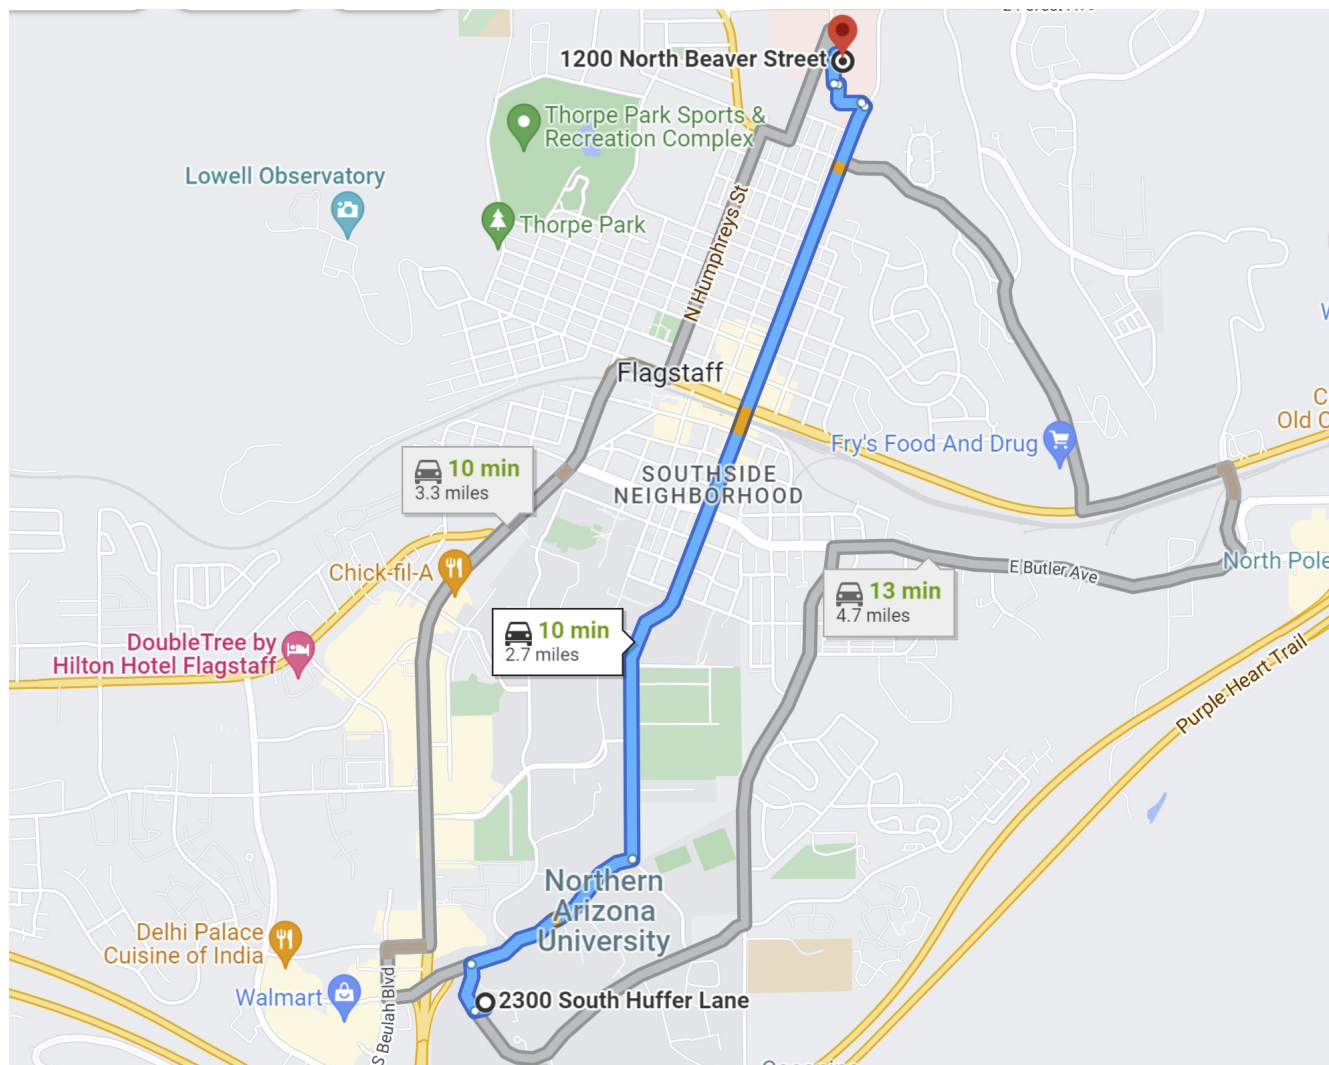 1200 North Beaver Street
Thorpe Park Sports &
Recreation Complex
Lowell Observatory
Thorpe Park
N Humphreys St
Flagstaff
Old C
Fry's Food And Drug
10 min
3.3 miles
SOUTHSIDE
NEIGHBORHOOD
Chick-fil-A
E Butler Ave
North Pole
13 min
4.7 miles
10 min
2.7 miles
DoubleTree by
Hilton Hotel Flagstaff
Purple Heart Trail
Northern
Arizona
University
Delhi Palace
Cuisine of India
Walmart
S Beulah Blvd
2300 South Huffer Lane